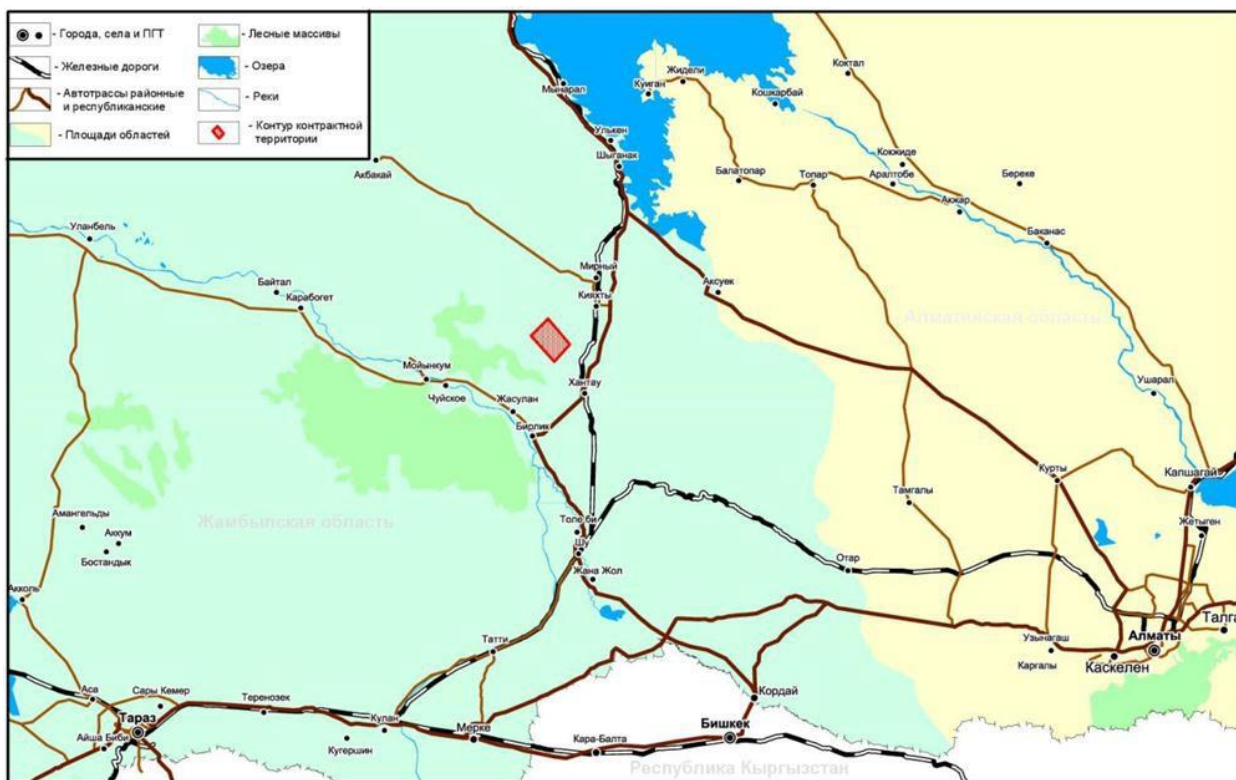 - Города, села и ПГТ
- Лесные массивы
- Железные дороги
- Озера
- Автотрассы районные
и республиканские
- Реки
- Площади областей
- Контур контрактной
территории
Мынарал
Куиган
Жидели
Коктал
Кошкарбай
Улькен
Шыганак
Акбакай
Балатопар
Топар
Аралтобе
Кокжиде
Береке
Акжар
Уланбель
Баканас
Мирный
Байтал
Карабогет
Кияхты
Аксуек
Алматинская область
Мойынкум
Чуйское
Жасулан
Хантау
Бирлик
Ушарал
Курты
Капшагай
Тамгалы
Жетыген
Амангельды
Аккум
Бостандык
Жамбылская область
Толе би
Шу
Жана Жол
Отар
Акколь
Татти
Узынагаш
Каргалы
Алматы
Каскелен
Талга
Аса
Сары Кемер
Тараз
Айша Биби
Теренозек
Кулан
Кугершин
Мерке
Кордай
Бишкек
Кара-Балта
Республика Кыргызстан